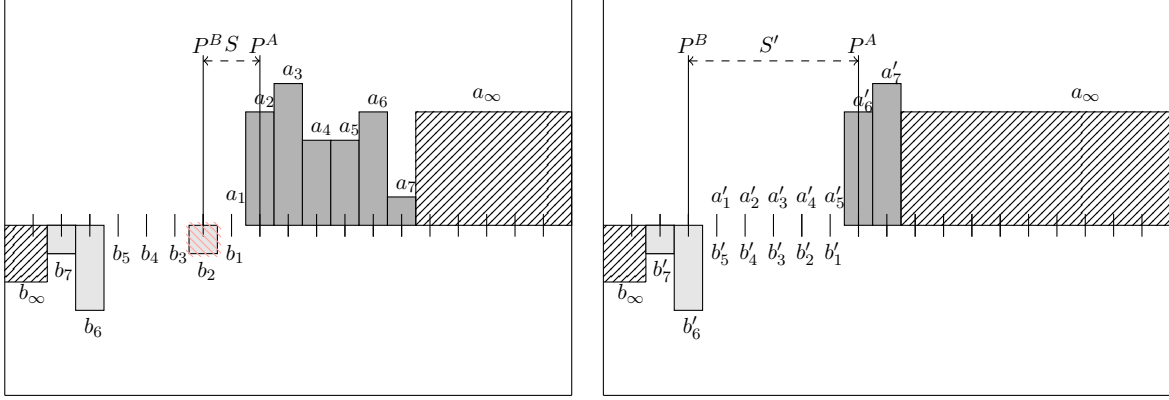 P^B S P^A
a_3
a_2 a_6 a_∞
a_4 a_5
a_7
a_1
b_5 b_4 b_3 b_1
b_7 b_2
b_∞
b_6
P^B S′ P^A
a′_7
a′_6 a_∞
a′_1 a′_2 a′_3 a′_4 a′_5
b′_5 b′_4 b′_3 b′_2 b′_1
b′_7
b_∞
b′_6